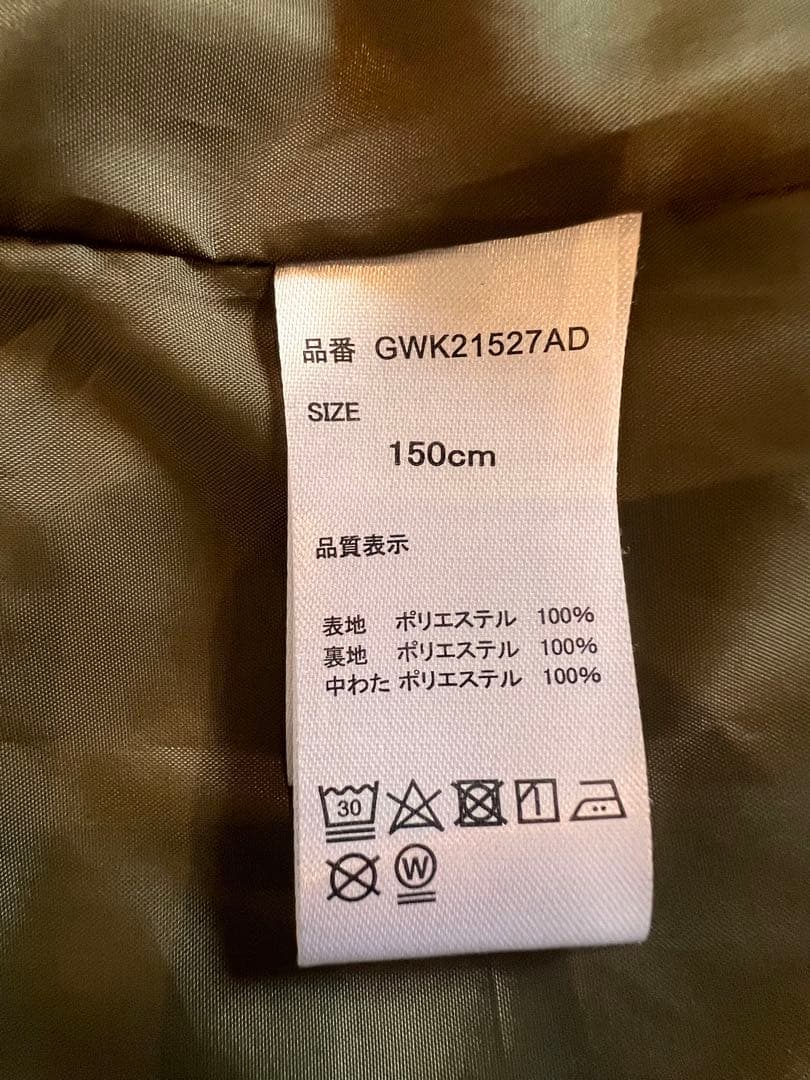 品番 GWK21527AD
SIZE
150cm
品質表示
表地 ポリエステル 100%
裏地 ポリエステル 100%
中わた ポリエステル 100%
30
W